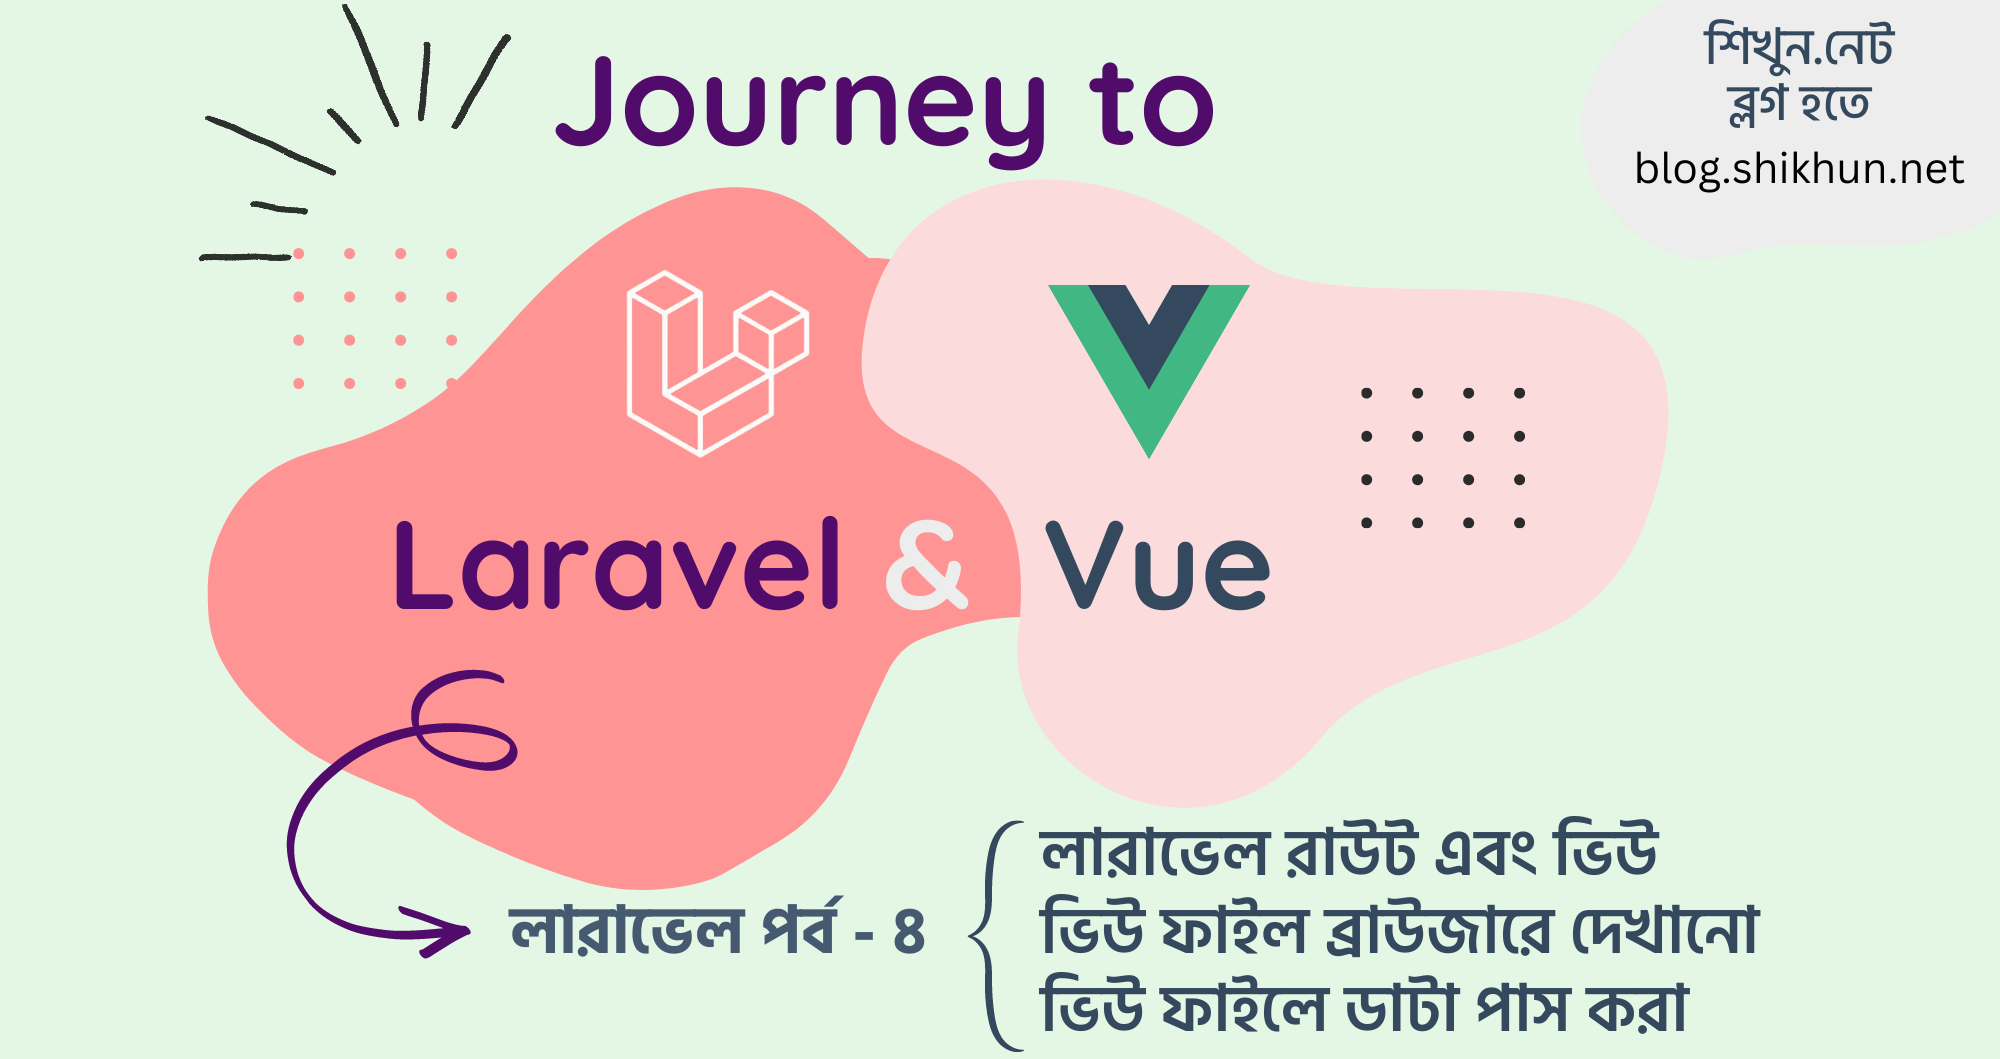 Journey to
শিখুন.নেট
ব্লগ হতে
blog.shikhun.net
Laravel & Vue
লারাভেল পর্ব - ৪
লারাভেল রাউট এবং ভিউ
ভিউ ফাইল ব্রাউজারে দেখানো
ভিউ ফাইলে ডাটা পাস করা